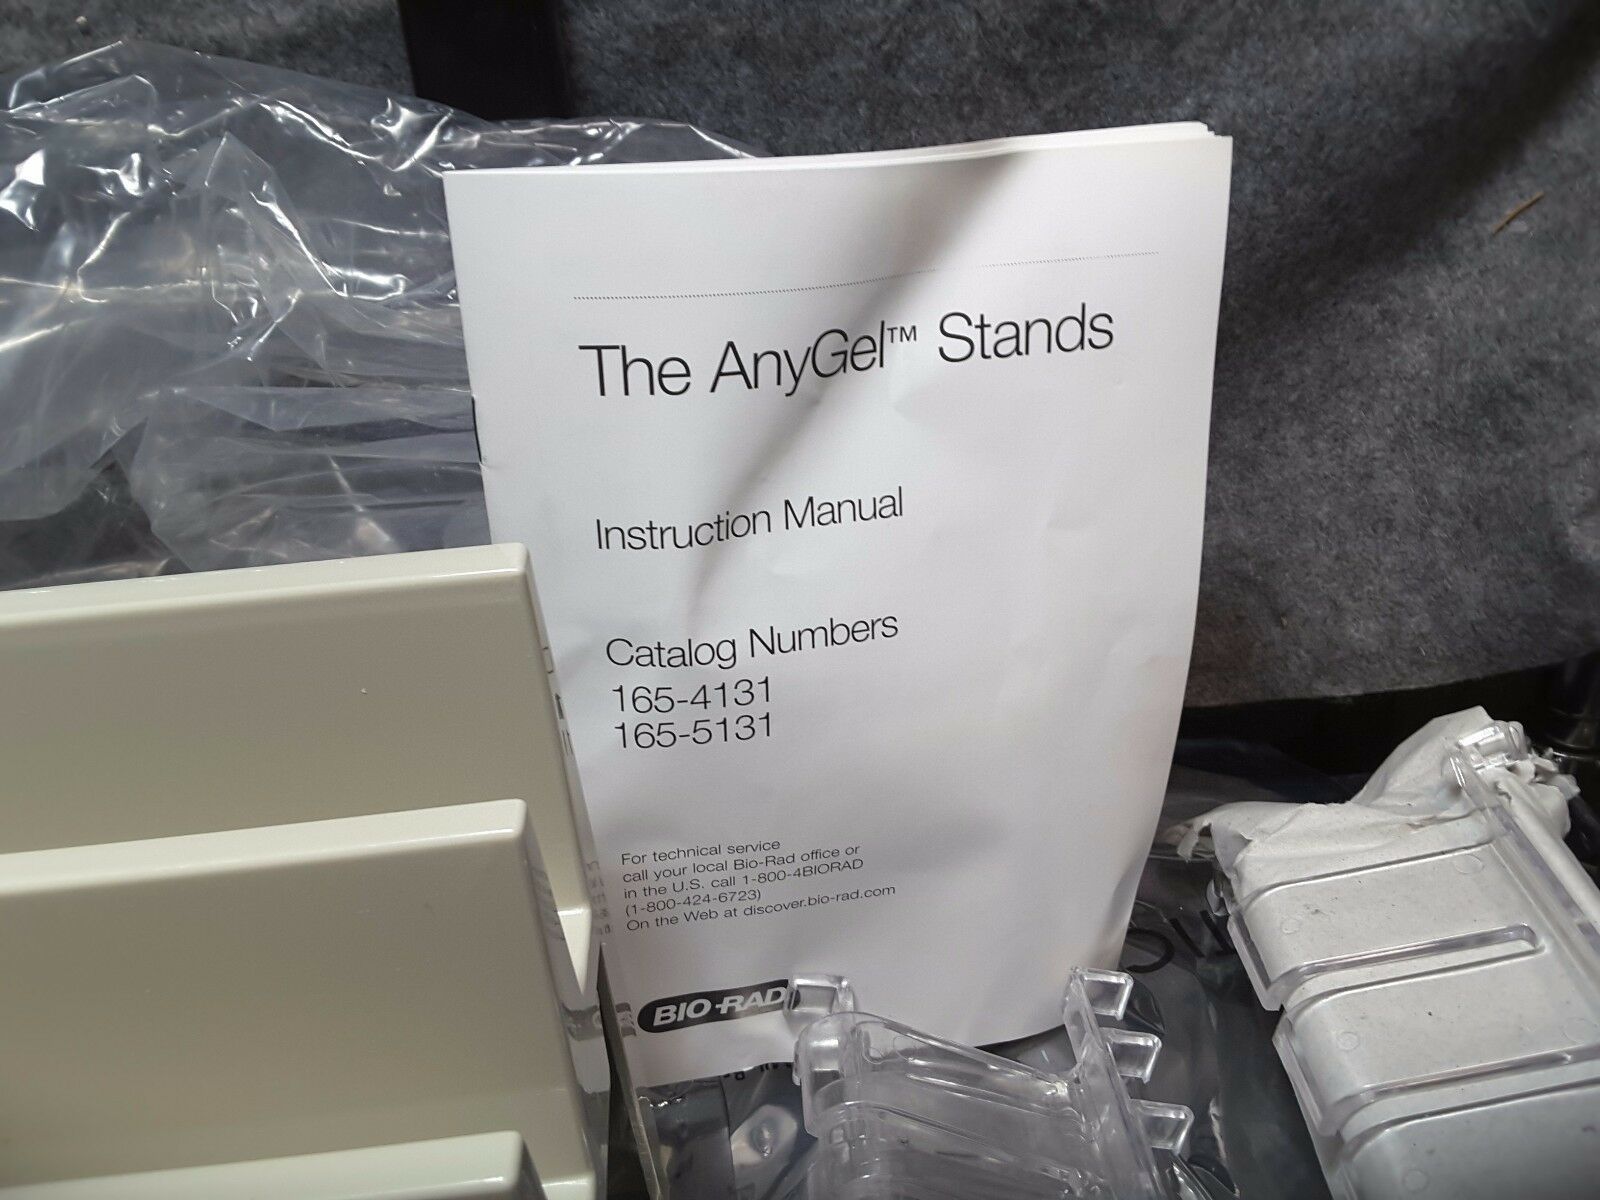 The AnyGel™ Stands
Instruction Manual
Catalog Numbers
165-4131
165-5131
For technical service
call your local Bio-Rad office or
in the U.S. call 1-800-4BIORAD
(1-800-424-6723)
On the Web at discover.bio-rad.com
BIO-RAD